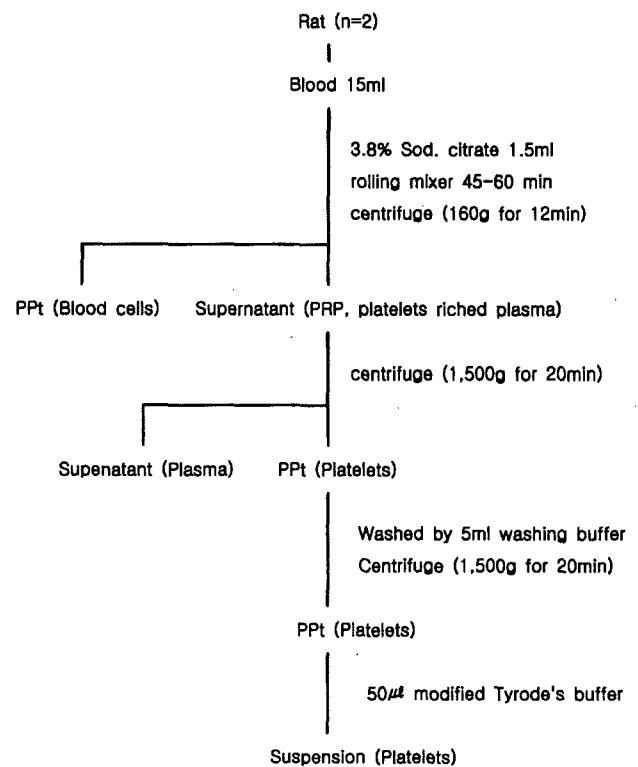 Rat (n=2)
Blood 15ml
3.8% Sod. citrate 1.5ml
rolling mixer 45-60 min
centrifuge (160g for 12min)
PPt (Blood cells)
Supernatant (PRP, platelets riched plasma)
centrifuge (1,500g for 20min)
Supenatant (Plasma)
PPt (Platelets)
Washed by 5ml washing buffer
Centrifuge (1,500g for 20min)
PPt (Platelets)
50㎕ modified Tyrode's buffer
Suspension (Platelets)